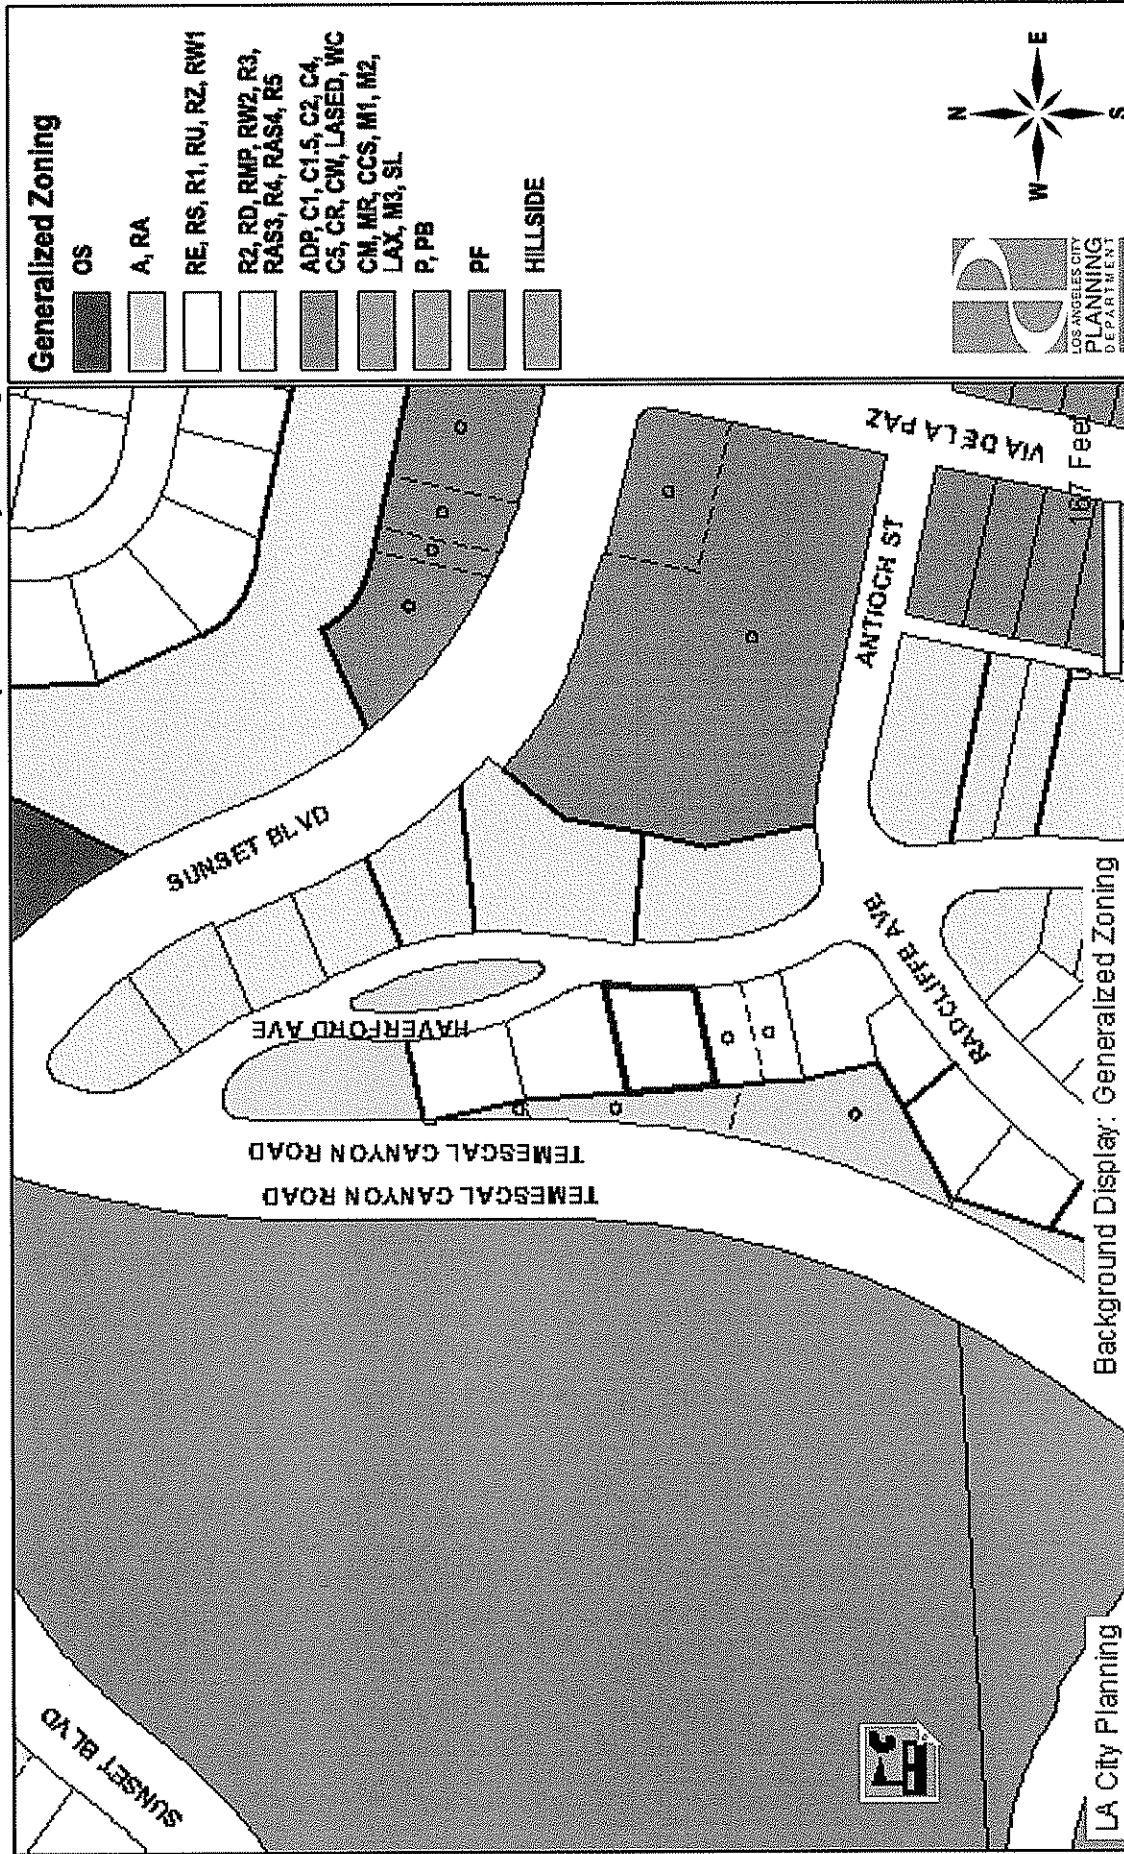 Generalized Zoning
OS
A, RA
RE, RS, R1, RU, RZ, RW1
R2, RD, RMP, RW2, R3,
RAS3, R4, RAS4, R5
ADP, C1, C1.5, C2, C4,
C5, CR, CW, LASED, WC
CM, MR, CCS, M1, M2,
LAX, M3, SL
P, PB
PF
HILLSIDE
LOS ANGELES CITY
PLANNING
DEPARTMENT
N
W
E
S
SUNSET BLVD
SUNSET BLVD
HAVERFORD AVE
TEMESCAL CANYON ROAD
TEMESCAL CANYON ROAD
RADCLIFFE AVE
ANTIOCH ST
VIA DE LA PAZ
167 Feet
LA City Planning
Background Display: Generalized Zoning